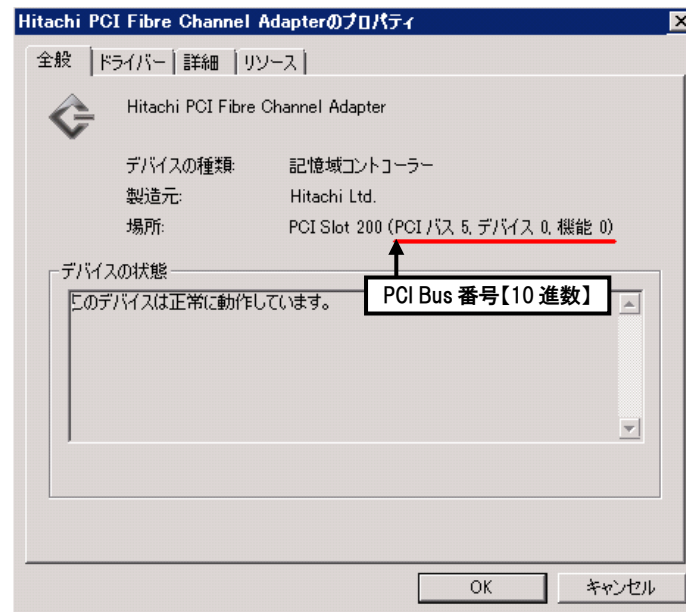 Hitachi PCI Fibre Channel Adapterのプロパティ
全般 ドライバー 詳細 リソース
Hitachi PCI Fibre Channel Adapter
デバイスの種類: 記憶域コントローラー
製造元: Hitachi Ltd.
場所: PCI Slot 200 (PCI バス 5, デバイス 0, 機能 0)
デバイスの状態
このデバイスは正常に動作しています。
PCI Bus 番号【10 進数】
OK キャンセル